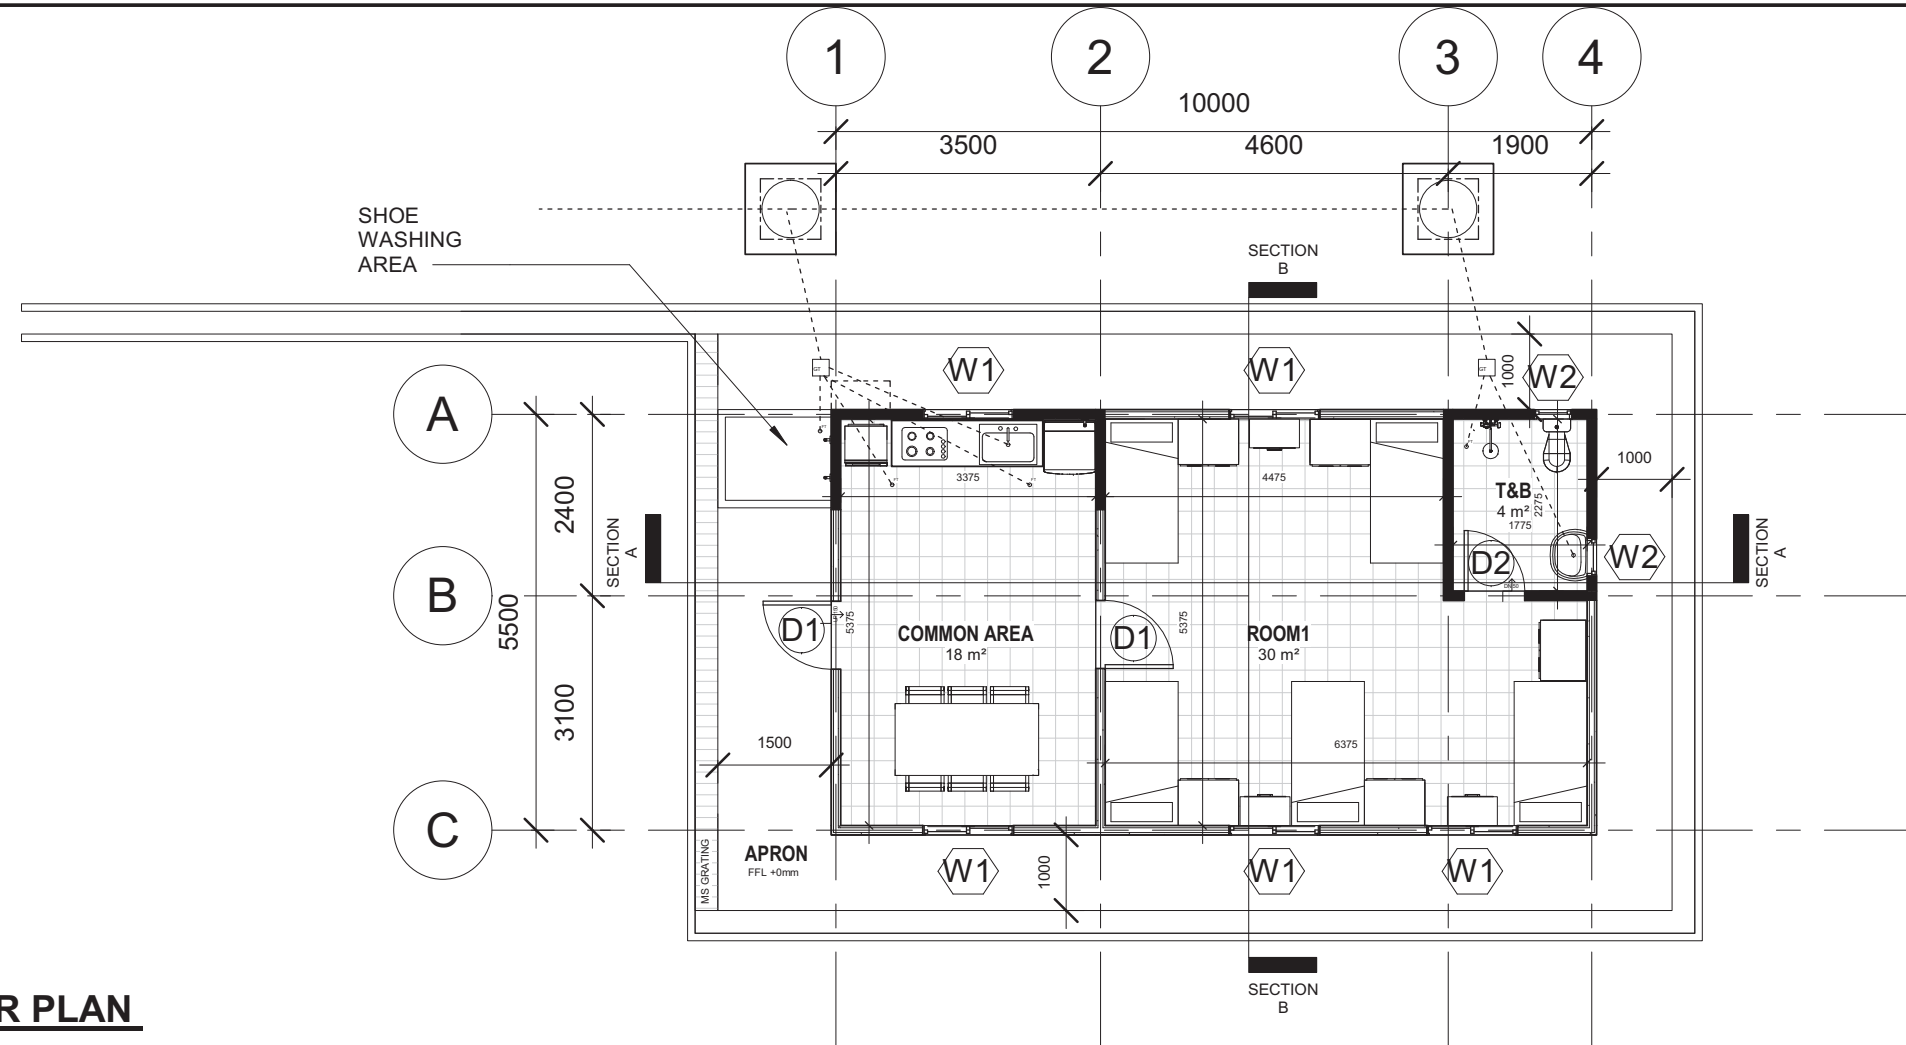 1
2
3
4
10000
3500
4600
1900
SHOE
WASHING
AREA
SECTION
B
W1
W1
W2
1000
GT
GT
A
2400
5500
SECTION
A
B
3100
C
3375
4475
T&B
4 m²
1775
2275
1000
D2
W2
SECTION
A
D1
5375
COMMON AREA
18 m²
5375
D1
ROOM1
30 m²
1500
6375
MS GRATING
APRON
FFL +0mm
W1
1000
W1
W1
SECTION
B
R PLAN